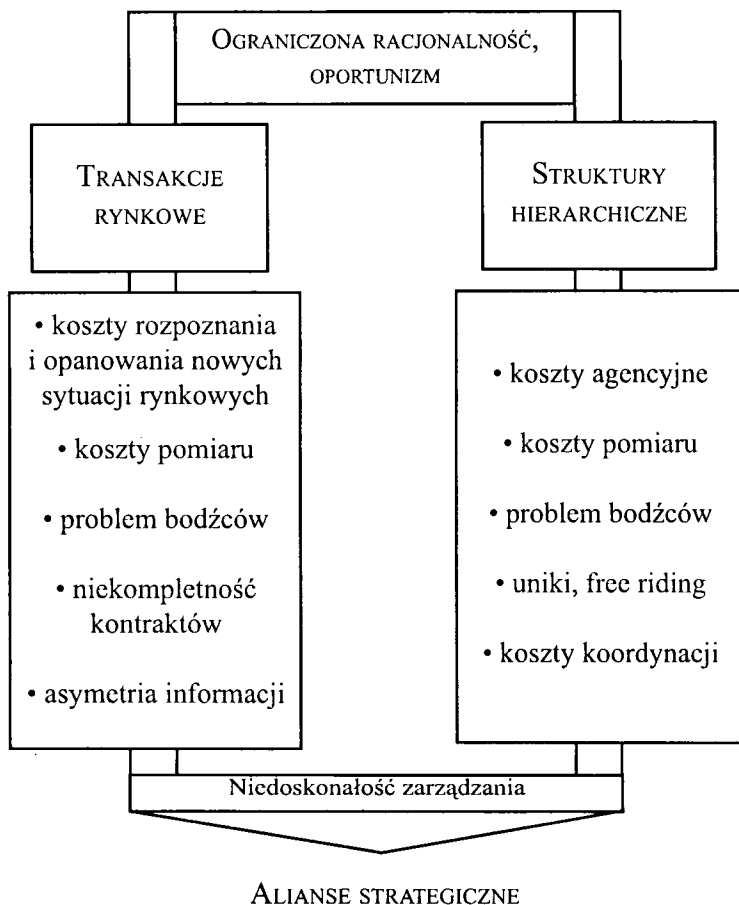 OGRANICZONA RACJONALNOŚĆ,
OPORTUNIZM
TRANSAKCJE
RYNKOWE
• koszty rozpoznania
i opanowania nowych
sytuacji rynkowych
• koszty pomiaru
• problem bodźców
• niekompletność
kontraktów
• asymetria informacji
STRUKTURY
HIERARCHICZNE
• koszty agencyjne
• koszty pomiaru
• problem bodźców
• uniki, free riding
• koszty koordynacji
Niedoskonałość zarządzania
ALIANSE STRATEGICZNE